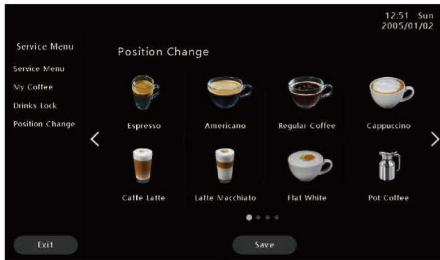 12:51 Sun
2005/01/02
Service Menu
Position Change
Service Menu
My Coffee
Drinks Lock
Position Change
Espresso
Americano
Regular Coffee
Cappuccino
Caffe Latte
Latte Macchiato
Flat White
Pot Coffee
Exit
Save